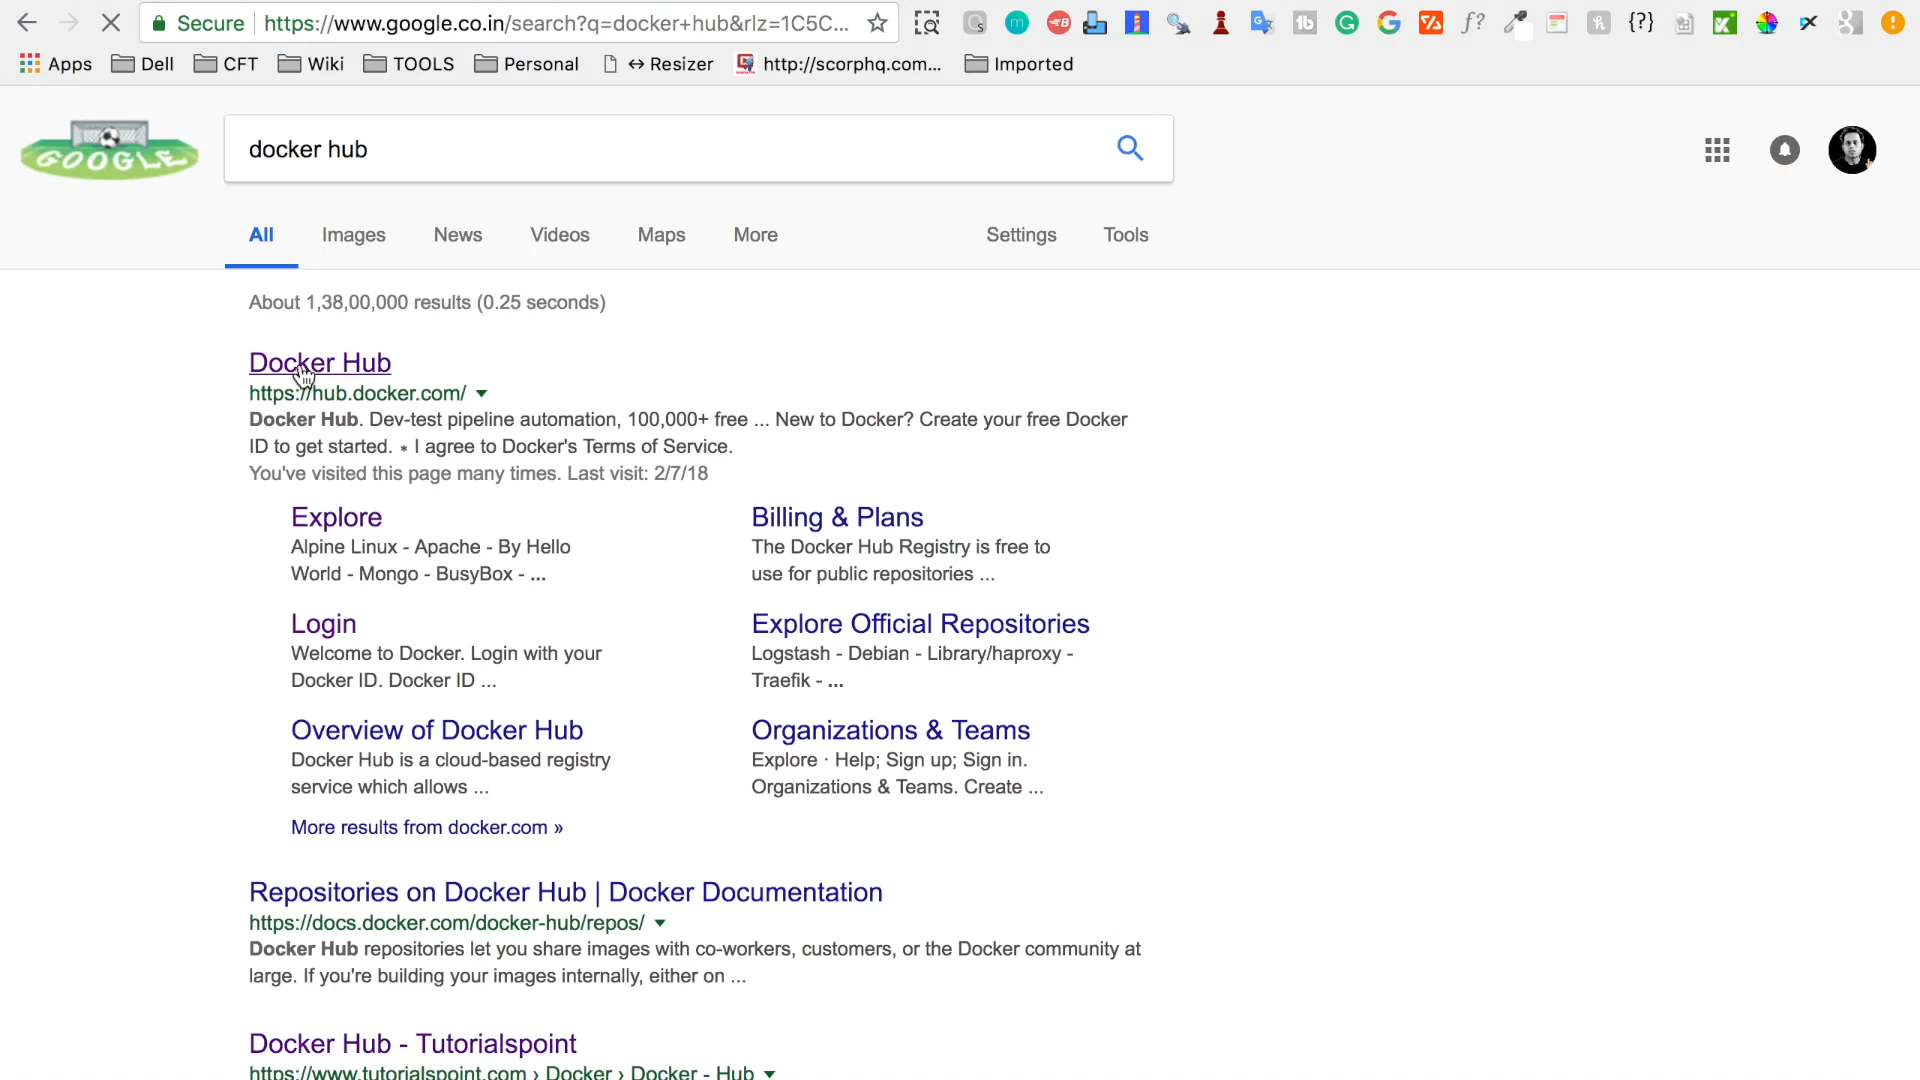 Secure https://www.google.co.in/search?q=docker+hub&rlz=1C5C...
Apps Dell CFT Wiki TOOLS Personal ↔ Resizer http://scorphq.com... Imported
GOOGLE
docker hub
All Images News Videos Maps More Settings Tools
About 1,38,00,000 results (0.25 seconds)
Docker Hub
https://hub.docker.com/
Docker Hub. Dev-test pipeline automation, 100,000+ free ... New to Docker? Create your free Docker
ID to get started. * I agree to Docker's Terms of Service.
You've visited this page many times. Last visit: 2/7/18
Explore
Alpine Linux - Apache - By Hello
World - Mongo - BusyBox - ...
Billing & Plans
The Docker Hub Registry is free to
use for public repositories ...
Login
Welcome to Docker. Login with your
Docker ID. Docker ID ...
Explore Official Repositories
Logstash - Debian - Library/haproxy -
Traefik - ...
Overview of Docker Hub
Docker Hub is a cloud-based registry
service which allows ...
Organizations & Teams
Explore · Help; Sign up; Sign in.
Organizations & Teams. Create ...
More results from docker.com »
Repositories on Docker Hub | Docker Documentation
https://docs.docker.com/docker-hub/repos/
Docker Hub repositories let you share images with co-workers, customers, or the Docker community at
large. If you're building your images internally, either on ...
Docker Hub - Tutorialspoint
https://www.tutorialspoint.com › Docker › Docker - Hub